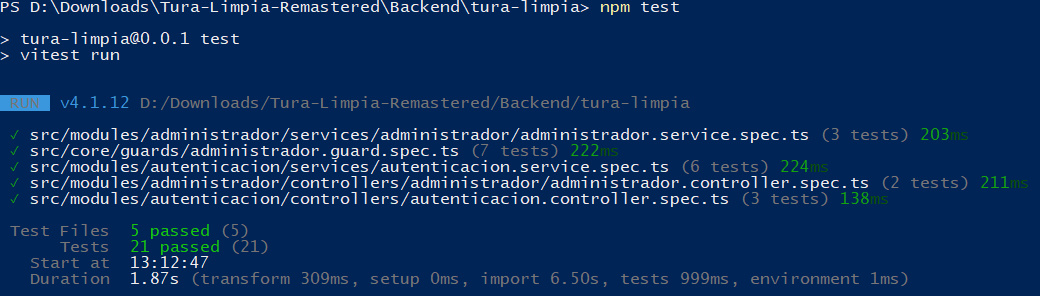 PS D:\Downloads\Tura-Limpia-Remastered\Backend\tura-limpia> npm test
> tura-limpia@0.0.1 test
> vitest run
RUN v4.1.12 D:/Downloads/Tura-Limpia-Remastered/Backend/tura-limpia
✓ src/modules/administrador/services/administrador/administrador.service.spec.ts (3 tests) 203ms
✓ src/core/guards/administrador.guard.spec.ts (7 tests) 222ms
✓ src/modules/autenticacion/services/autenticacion.service.spec.ts (6 tests) 224ms
✓ src/modules/administrador/controllers/administrador/administrador.controller.spec.ts (2 tests) 211ms
✓ src/modules/autenticacion/controllers/autenticacion.controller.spec.ts (3 tests) 138ms
Test Files 5 passed (5)
Tests 21 passed (21)
Start at 13:12:47
Duration 1.87s (transform 309ms, setup 0ms, import 6.50s, tests 999ms, environment 1ms)